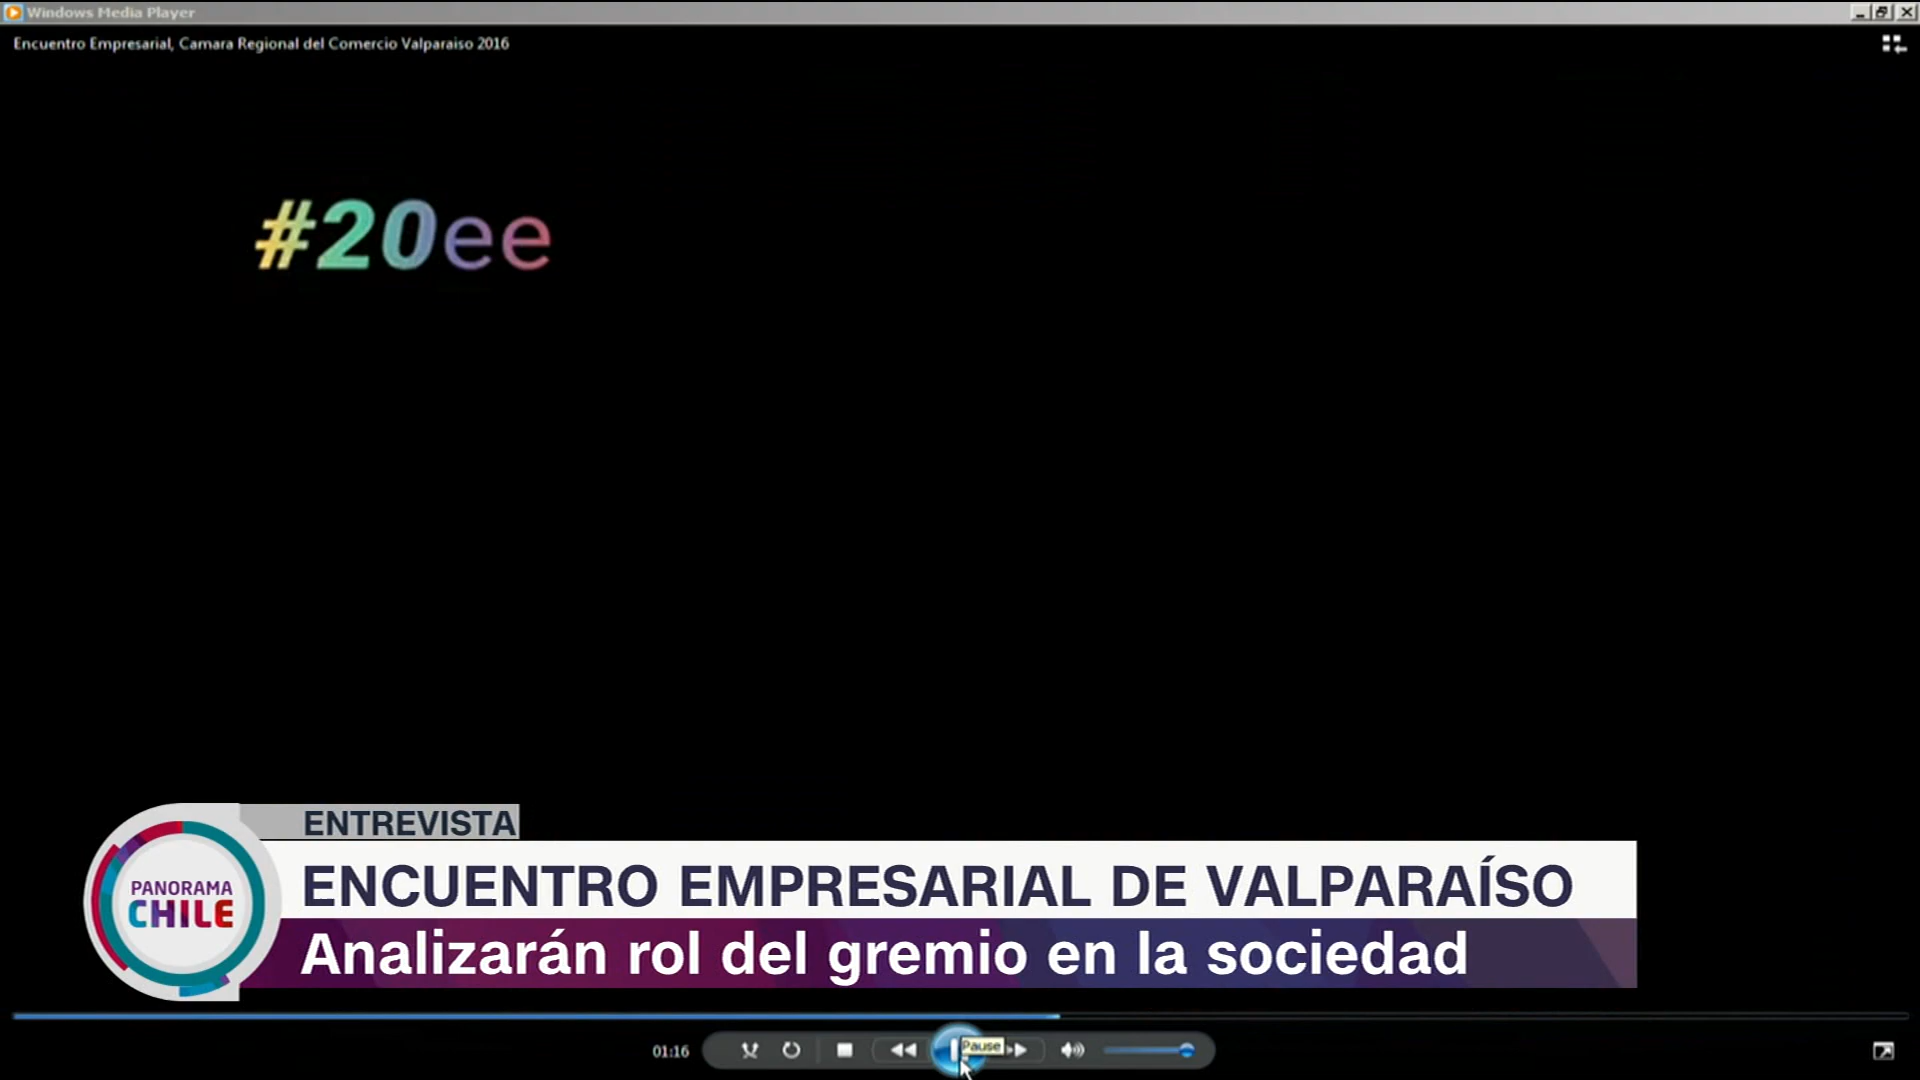 Windows Media Player
Encuentro Empresarial, Camara Regional del Comercio Valparaiso 2016
#20ee
ENTREVISTA
PANORAMA
CHILE
ENCUENTRO EMPRESARIAL DE VALPARAÍSO
Analizarán rol del gremio en la sociedad
01:16
Pause